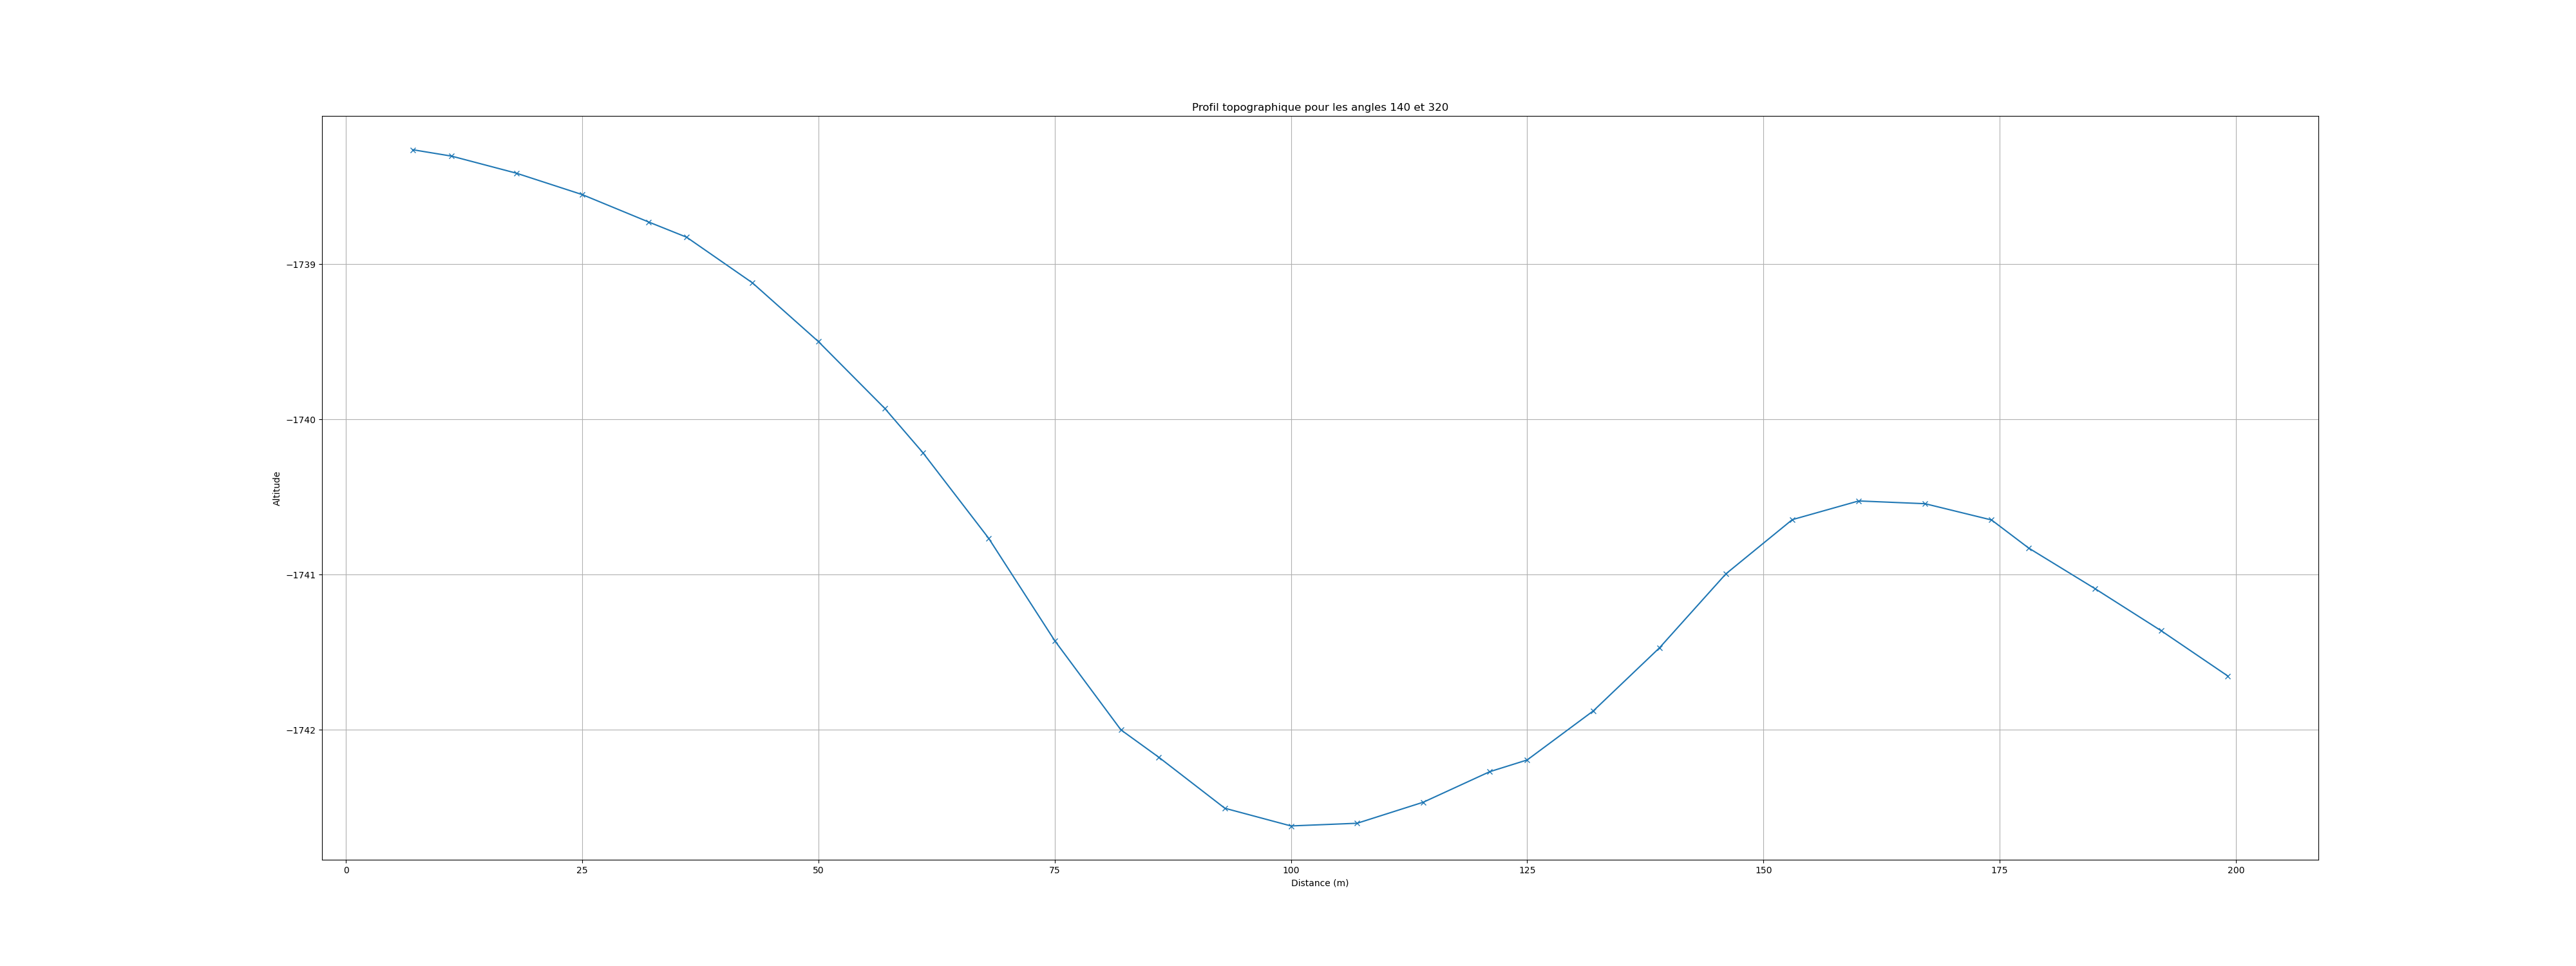 Profil topographique pour les angles 140 et 320
−1739
−1740
−1741
−1742
Altitude
0 25 50 75 100 125 150 175 200
Distance (m)